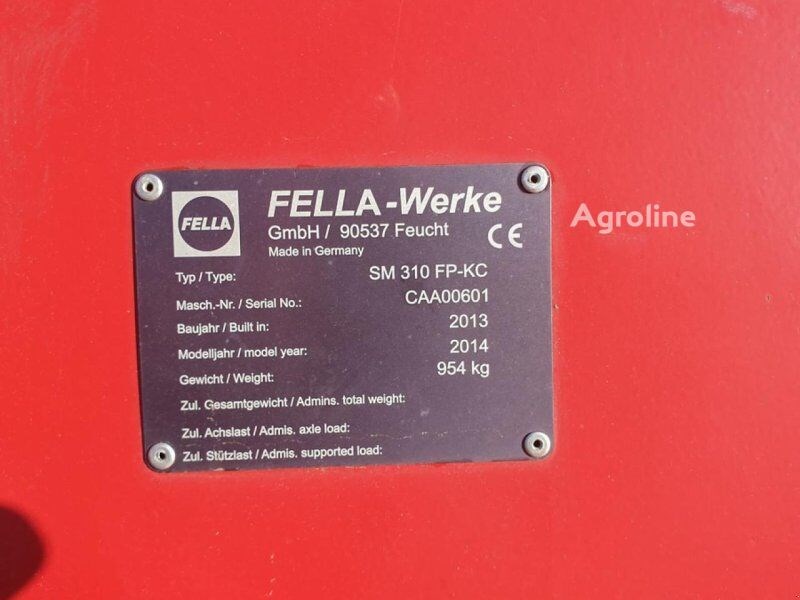 FELLA
FELLA-Werke
GmbH / 90537 Feucht
Made in Germany
CE
Agroline
Typ / Type: SM 310 FP-KC
Masch.-Nr. / Serial No.: CAA00601
Baujahr / Built in: 2013
Modelljahr / model year: 2014
Gewicht / Weight: 954 kg
Zul. Gesamtgewicht / Admins. total weight:
Zul. Achslast / Admis. axle load:
Zul. Stützlast / Admis. supported load: